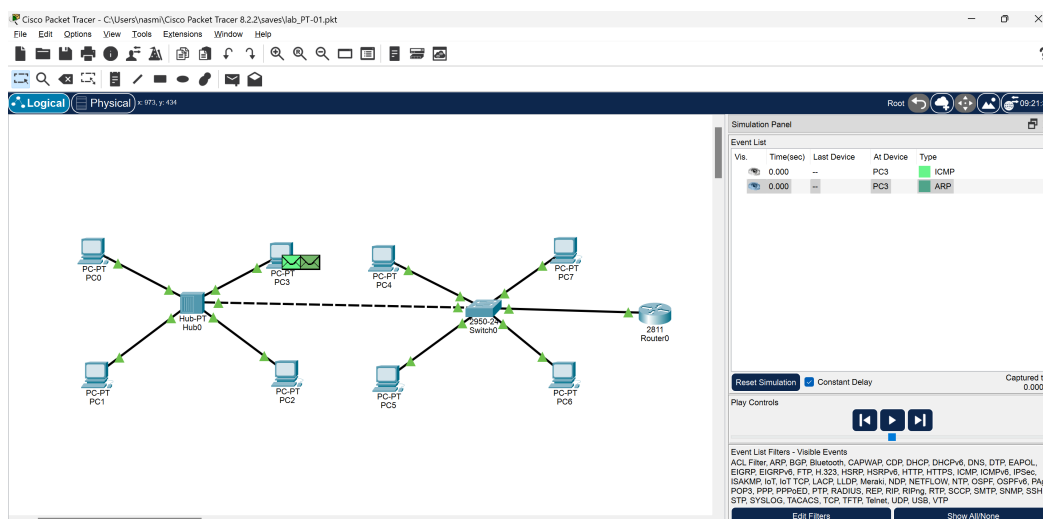 Cisco Packet Tracer - C:\Users\nasmi\Cisco Packet Tracer 8.2.2\saves\lab_PT-01.pkt
File Edit Options View Tools Extensions Window Help
Logical Physical x: 973, y: 434 Root 09:21:
Simulation Panel
Event List
Vis. Time(sec) Last Device At Device Type
0.000 -- PC3 ICMP
0.000 -- PC3 ARP
PC-PT
PC0
PC-PT
PC3
PC-PT
PC4
PC-PT
PC7
Hub-PT
Hub0
2950-24
Switch0
2811
Router0
PC-PT
PC1
PC-PT
PC2
PC-PT
PC5
PC-PT
PC6
Reset Simulation Constant Delay Captured t
0.000
Play Controls
Event List Filters - Visible Events
ACL Filter, ARP, BGP, Bluetooth, CAPWAP, CDP, DHCP, DHCPv6, DNS, DTP, EAPOL,
EIGRP, EIGRPv6, FTP, H.323, HSRP, HSRPv6, HTTP, HTTPS, ICMP, ICMPv6, IPSec,
ISAKMP, IoT, IoT TCP, LACP, LLDP, Meraki, NDP, NETFLOW, NTP, OSPF, OSPFv6, PAg
POP3, PPP, PPPoED, PTP, RADIUS, REP, RIP, RIPng, RTP, SCCP, SMTP, SNMP, SSH
STP, SYSLOG, TACACS, TCP, TFTP, Telnet, UDP, USB, VTP
Edit Filters Show All/None